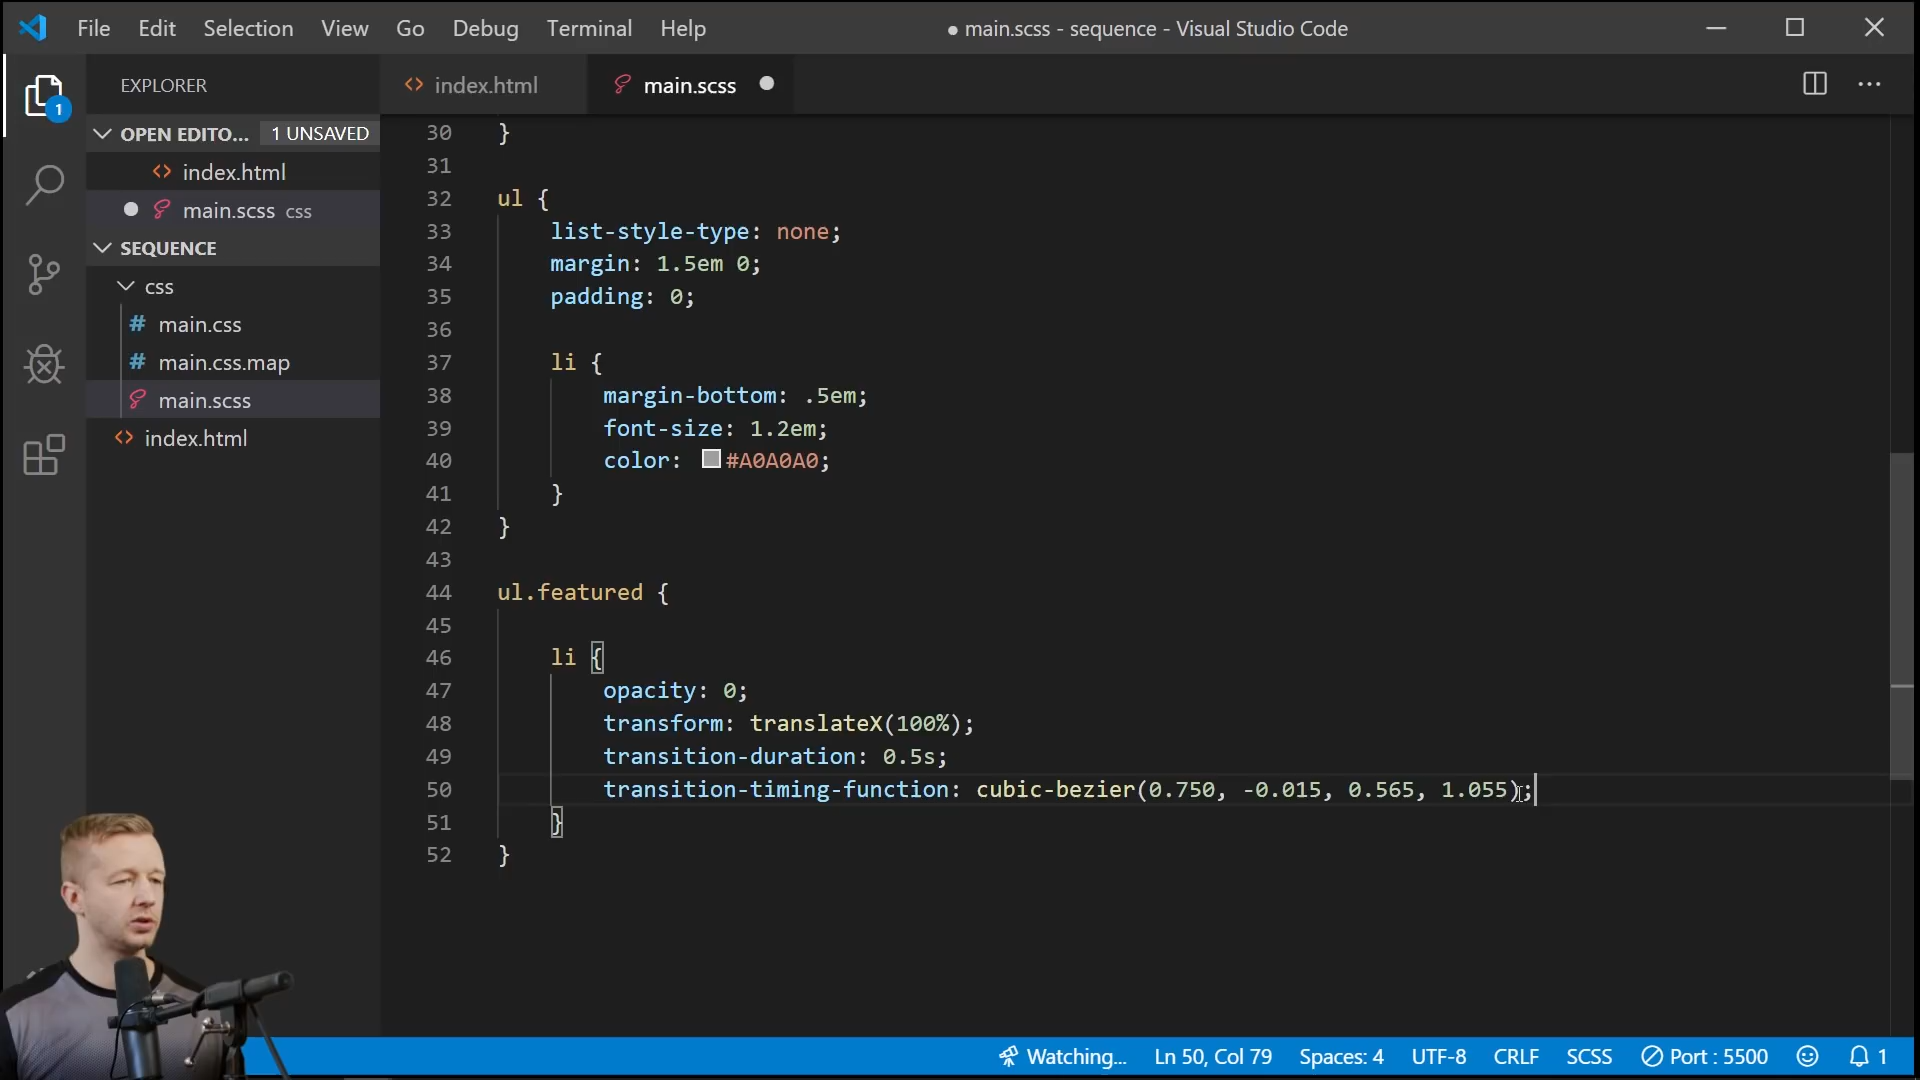 File Edit Selection View Go Debug Terminal Help ● main.scss - sequence - Visual Studio Code
EXPLORER
index.html main.scss
OPEN EDITO... 1 UNSAVED
index.html
main.scss css
SEQUENCE
css
# main.css
# main.css.map
main.scss
index.html
1
30 }
31
32 ul {
33 list-style-type: none;
34 margin: 1.5em 0;
35 padding: 0;
36
37 li {
38 margin-bottom: .5em;
39 font-size: 1.2em;
40 color: #A0A0A0;
41 }
42 }
43
44 ul.featured {
45
46 li {
47 opacity: 0;
48 transform: translateX(100%);
49 transition-duration: 0.5s;
50 transition-timing-function: cubic-bezier(0.750, -0.015, 0.565, 1.055);
51 }
52 }
Watching... Ln 50, Col 79 Spaces: 4 UTF-8 CRLF SCSS Port : 5500 1